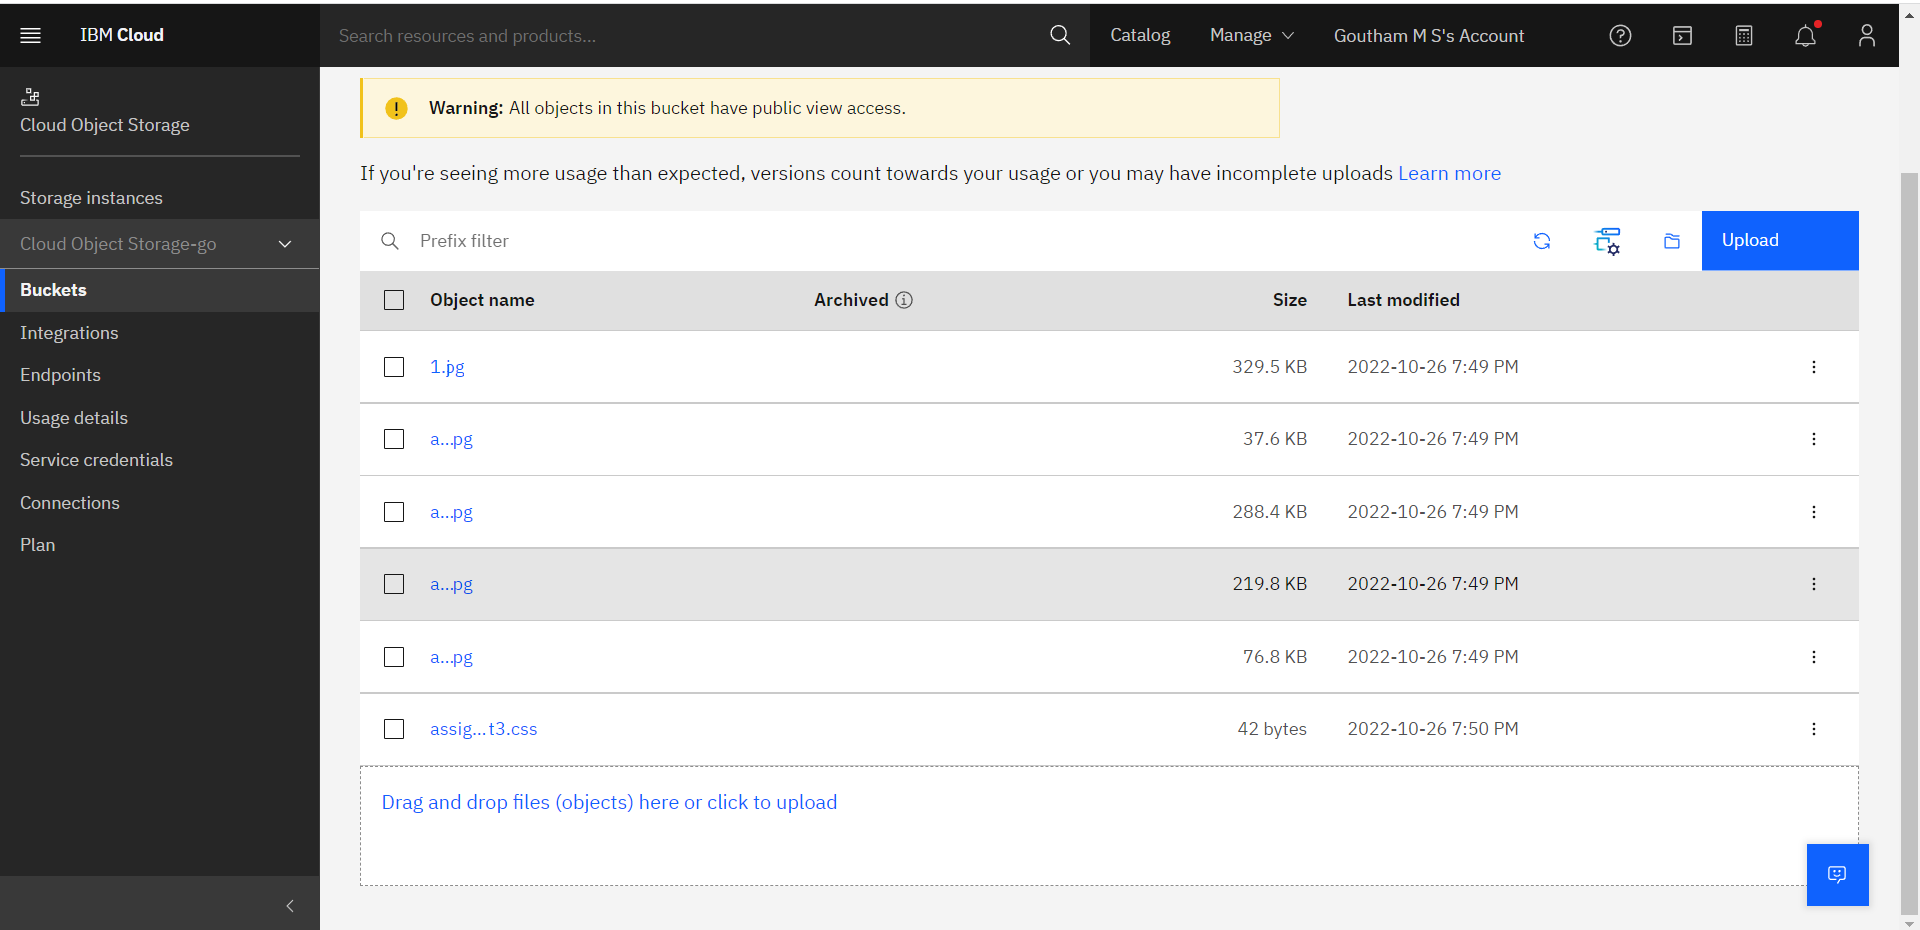 IBM Cloud
Search resources and products...
Catalog
Manage
Goutham M S's Account
Cloud Object Storage
Storage instances
Cloud Object Storage-go
Buckets
Integrations
Endpoints
Usage details
Service credentials
Connections
Plan
Warning: All objects in this bucket have public view access.
If you're seeing more usage than expected, versions count towards your usage or you may have incomplete uploads Learn more
Prefix filter
Upload
Object name Archived Size Last modified
1.jpg 329.5 KB 2022-10-26 7:49 PM
a...pg 37.6 KB 2022-10-26 7:49 PM
a...pg 288.4 KB 2022-10-26 7:49 PM
a...pg 219.8 KB 2022-10-26 7:49 PM
a...pg 76.8 KB 2022-10-26 7:49 PM
assig...t3.css 42 bytes 2022-10-26 7:50 PM
Drag and drop files (objects) here or click to upload